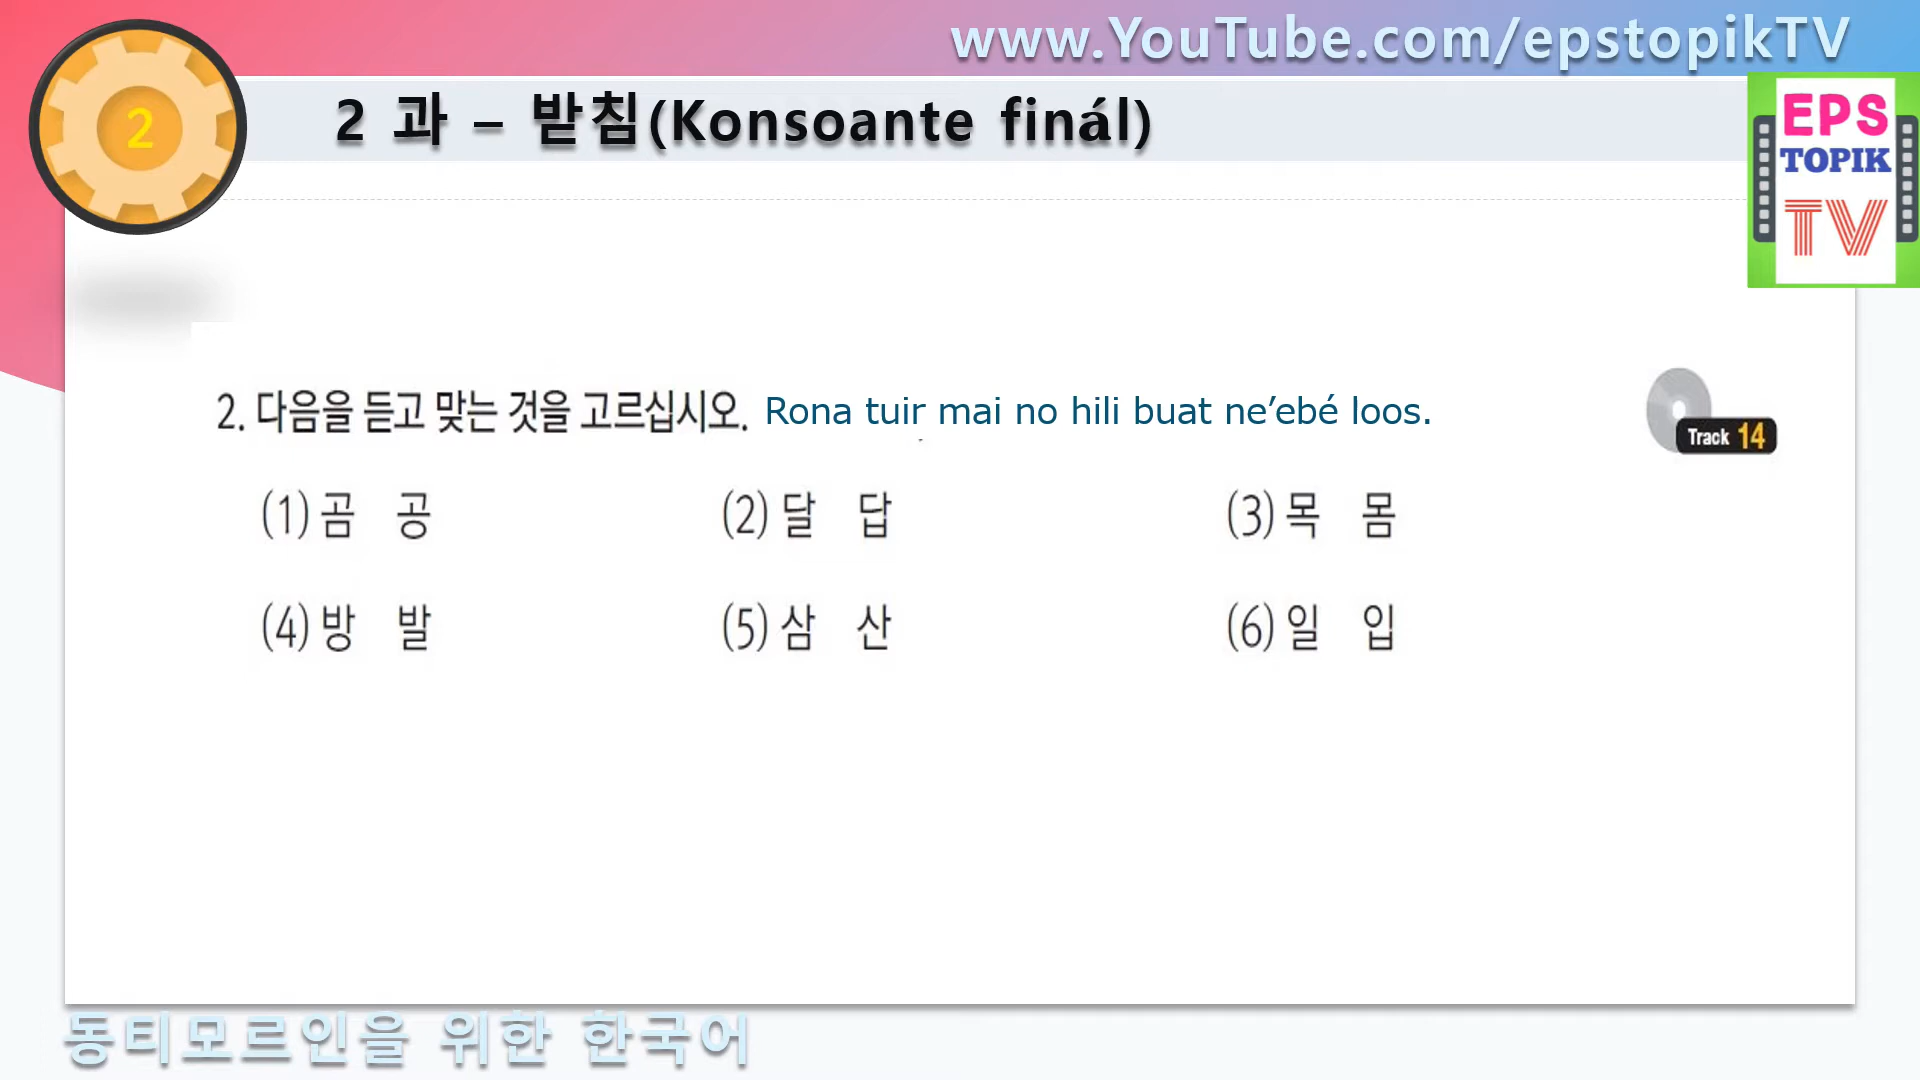 www.YouTube.com/epstopikTV
2
2 과 – 받침(Konsoante finál)
EPS
TOPIK
TV
2. 다음을 듣고 맞는 것을 고르십시오. Rona tuir mai no hili buat ne’ebé loos.
Track 14
(1) 곰 공 (2) 달 답 (3) 목 몸
(4) 방 발 (5) 삼 산 (6) 일 입
동티모르인을 위한 한국어